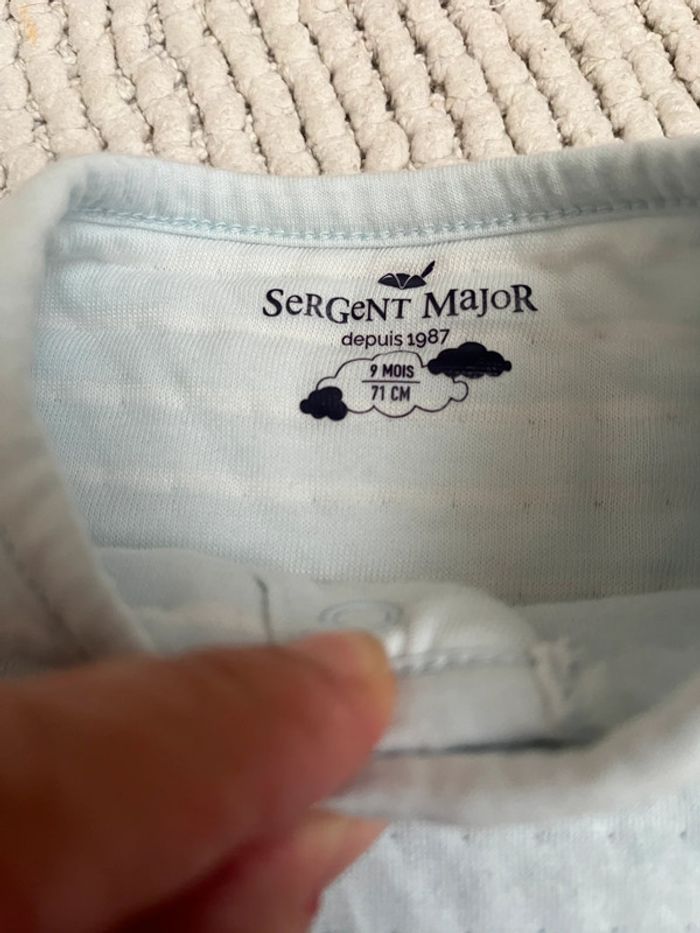 SeRGeNT MajoR
depuis 1987
9 MOIS
71 CM